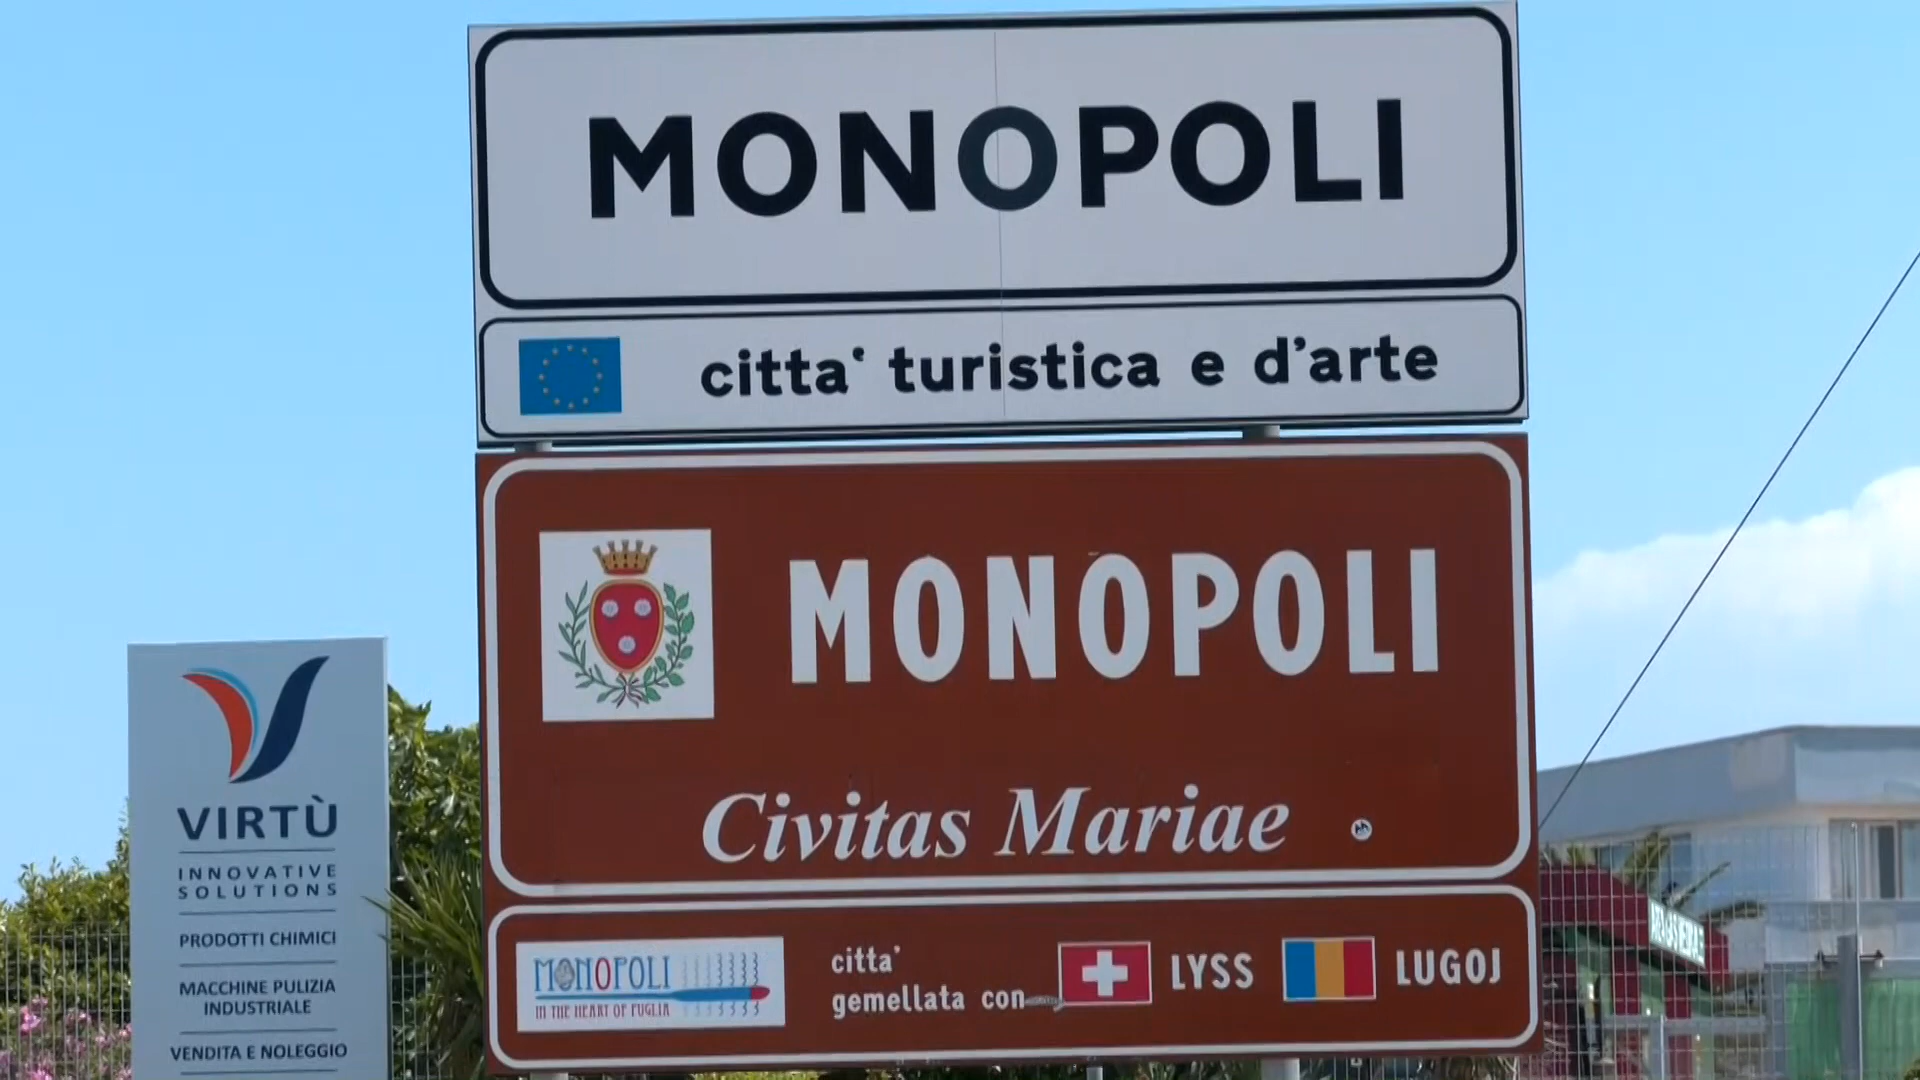 MONOPOLI
citta' turistica e d'arte
MONOPOLI
Civitas Mariae
MONOPOLI
IN THE HEART OF PUGLIA
citta'
gemellata con
LYSS
LUGOJ
VIRTÙ
INNOVATIVE
SOLUTIONS
PRODOTTI CHIMICI
MACCHINE PULIZIA
INDUSTRIALE
VENDITA E NOLEGGIO